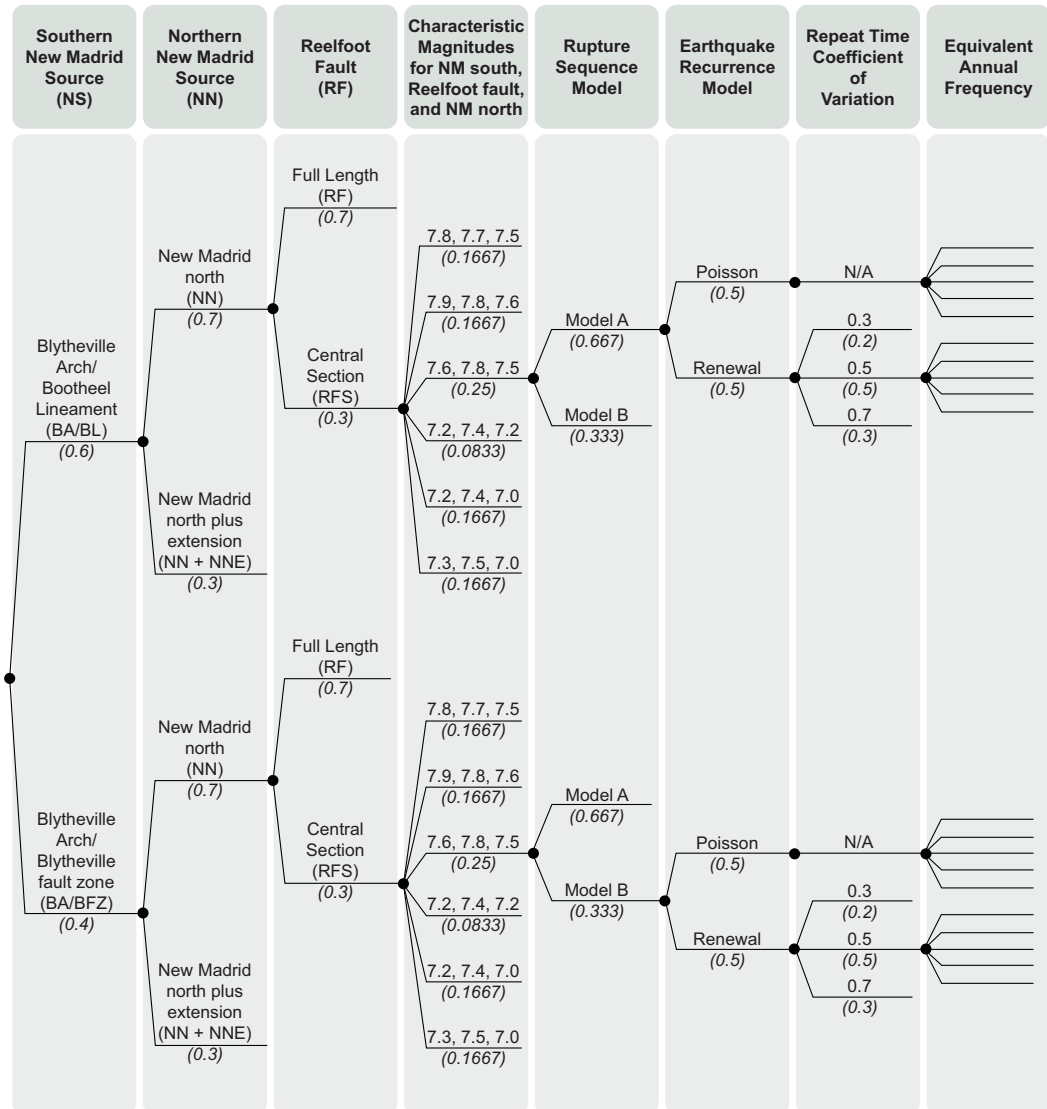 Southern
New Madrid
Source
(NS)
Northern
New Madrid
Source
(NN)
Reelfoot
Fault
(RF)
Characteristic
Magnitudes
for NM south,
Reelfoot fault,
and NM north
Rupture
Sequence
Model
Earthquake
Recurrence
Model
Repeat Time
Coefficient
of
Variation
Equivalent
Annual
Frequency
Blytheville
Arch/
Bootheel
Lineament
(BA/BL)
(0.6)
New Madrid
north
(NN)
(0.7)
New Madrid
north plus
extension
(NN + NNE)
(0.3)
Full Length
(RF)
(0.7)
Central
Section
(RFS)
(0.3)
7.8, 7.7, 7.5
(0.1667)
7.9, 7.8, 7.6
(0.1667)
7.6, 7.8, 7.5
(0.25)
7.2, 7.4, 7.2
(0.0833)
7.2, 7.4, 7.0
(0.1667)
7.3, 7.5, 7.0
(0.1667)
Model A
(0.667)
Model B
(0.333)
Poisson
(0.5)
Renewal
(0.5)
N/A
0.3
(0.2)
0.5
(0.5)
0.7
(0.3)
Blytheville
Arch/
Blytheville
fault zone
(BA/BFZ)
(0.4)
New Madrid
north
(NN)
(0.7)
New Madrid
north plus
extension
(NN + NNE)
(0.3)
Full Length
(RF)
(0.7)
Central
Section
(RFS)
(0.3)
7.8, 7.7, 7.5
(0.1667)
7.9, 7.8, 7.6
(0.1667)
7.6, 7.8, 7.5
(0.25)
7.2, 7.4, 7.2
(0.0833)
7.2, 7.4, 7.0
(0.1667)
7.3, 7.5, 7.0
(0.1667)
Model A
(0.667)
Model B
(0.333)
Poisson
(0.5)
Renewal
(0.5)
N/A
0.3
(0.2)
0.5
(0.5)
0.7
(0.3)